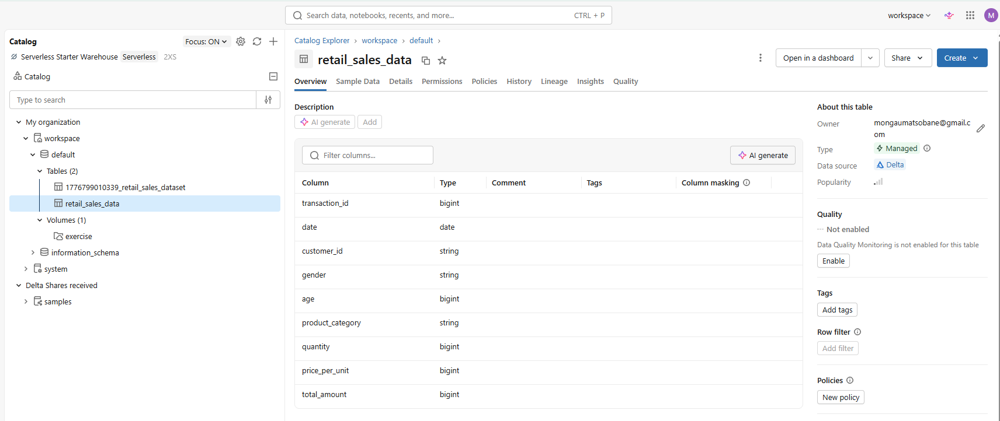 Search data, notebooks, recents, and more... CTRL + P
workspace
M
Catalog
Focus: ON
Serverless Starter Warehouse Serverless 2XS
Catalog
Type to search
My organization
workspace
default
Tables (2)
1776799010339_retail_sales_dataset
retail_sales_data
Volumes (1)
exercise
information_schema
system
Delta Shares received
samples
Catalog Explorer › workspace › default ›
retail_sales_data
Open in a dashboard
Share
Create
Overview Sample Data Details Permissions Policies History Lineage Insights Quality
Description
AI generate Add
Filter columns...
AI generate
Column Type Comment Tags Column masking
transaction_id bigint
date date
customer_id string
gender string
age bigint
product_category string
quantity bigint
price_per_unit bigint
total_amount bigint
About this table
Owner mongaumatsobane@gmail.c
om
Type Managed
Data source Delta
Popularity
Quality
Not enabled
Data Quality Monitoring is not enabled for this table
Enable
Tags
Add tags
Row filter
Add filter
Policies
New policy